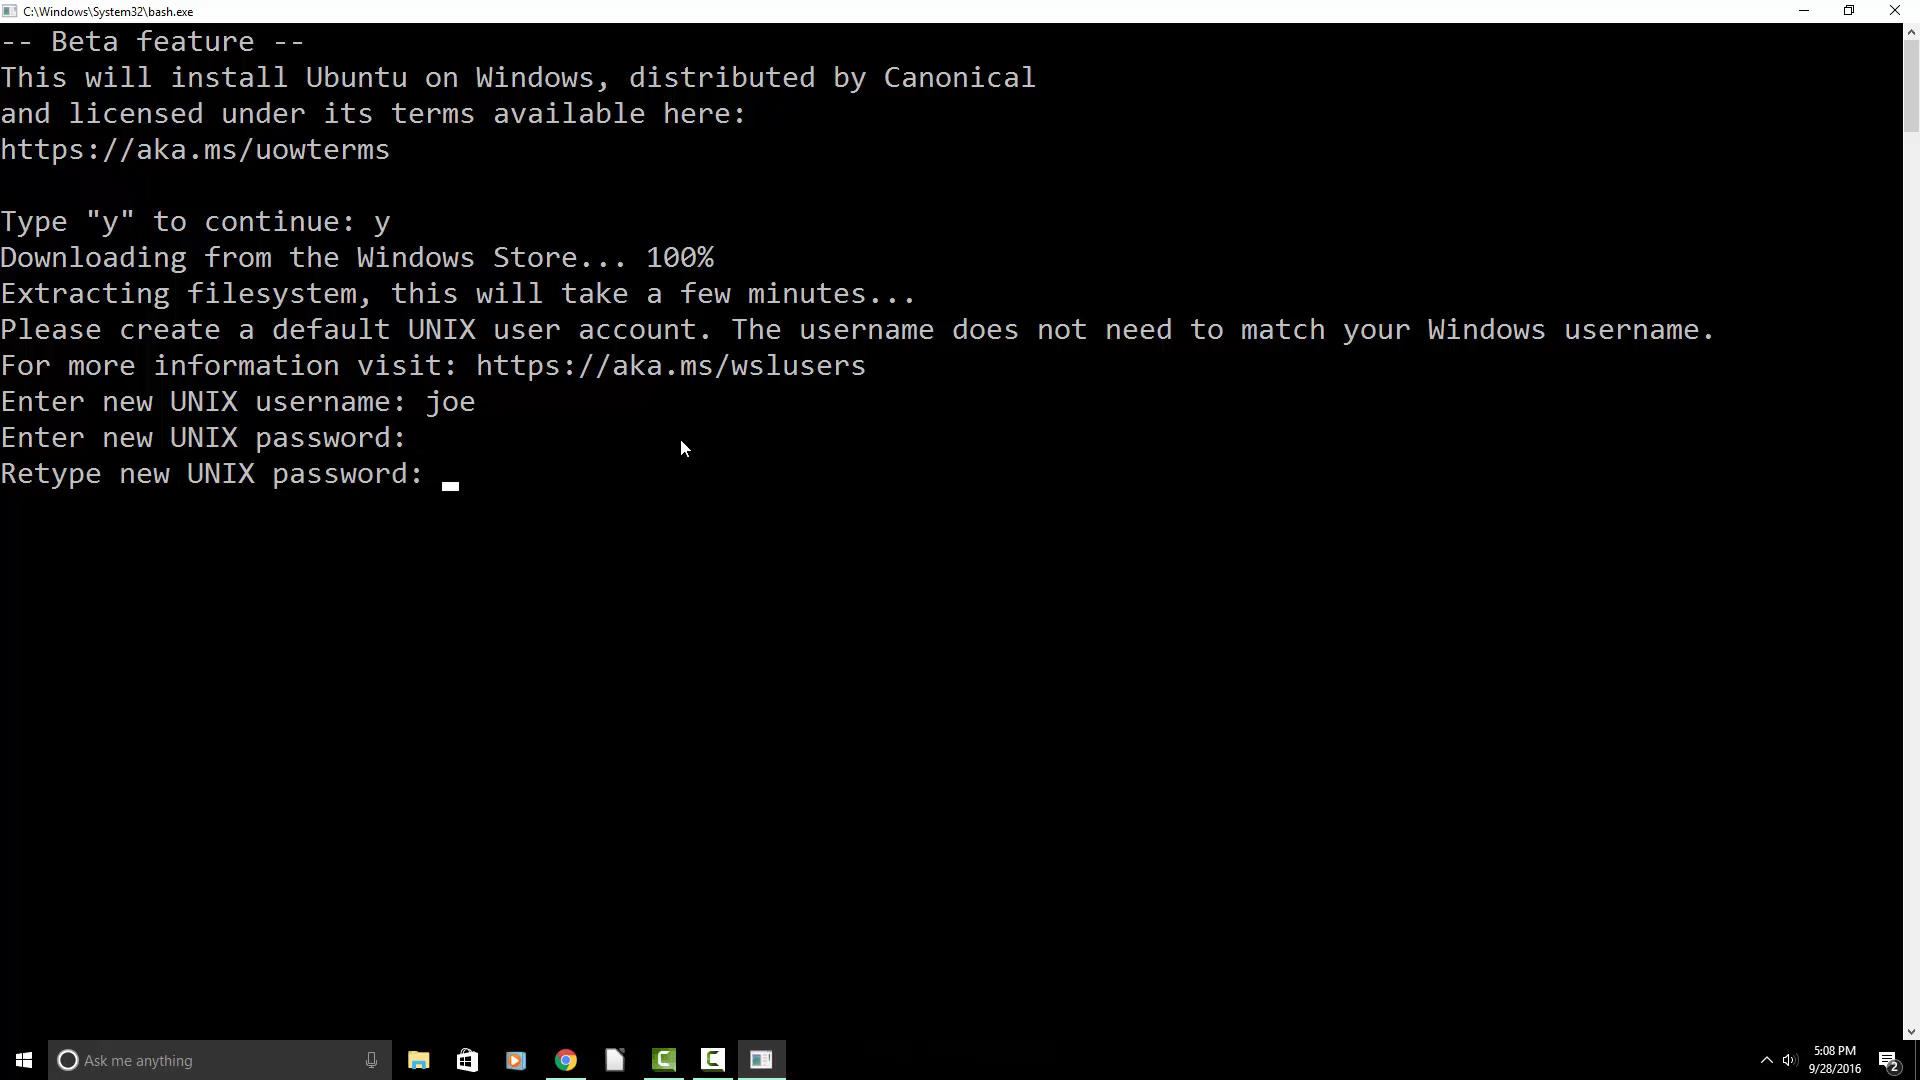 C:\Windows\System32\bash.exe
-- Beta feature --
This will install Ubuntu on Windows, distributed by Canonical
and licensed under its terms available here:
https://aka.ms/uowterms
Type "y" to continue: y
Downloading from the Windows Store... 100%
Extracting filesystem, this will take a few minutes...
Please create a default UNIX user account. The username does not need to match your Windows username.
For more information visit: https://aka.ms/wslusers
Enter new UNIX username: joe
Enter new UNIX password:
Retype new UNIX password:
Ask me anything
5:08 PM
9/28/2016
2